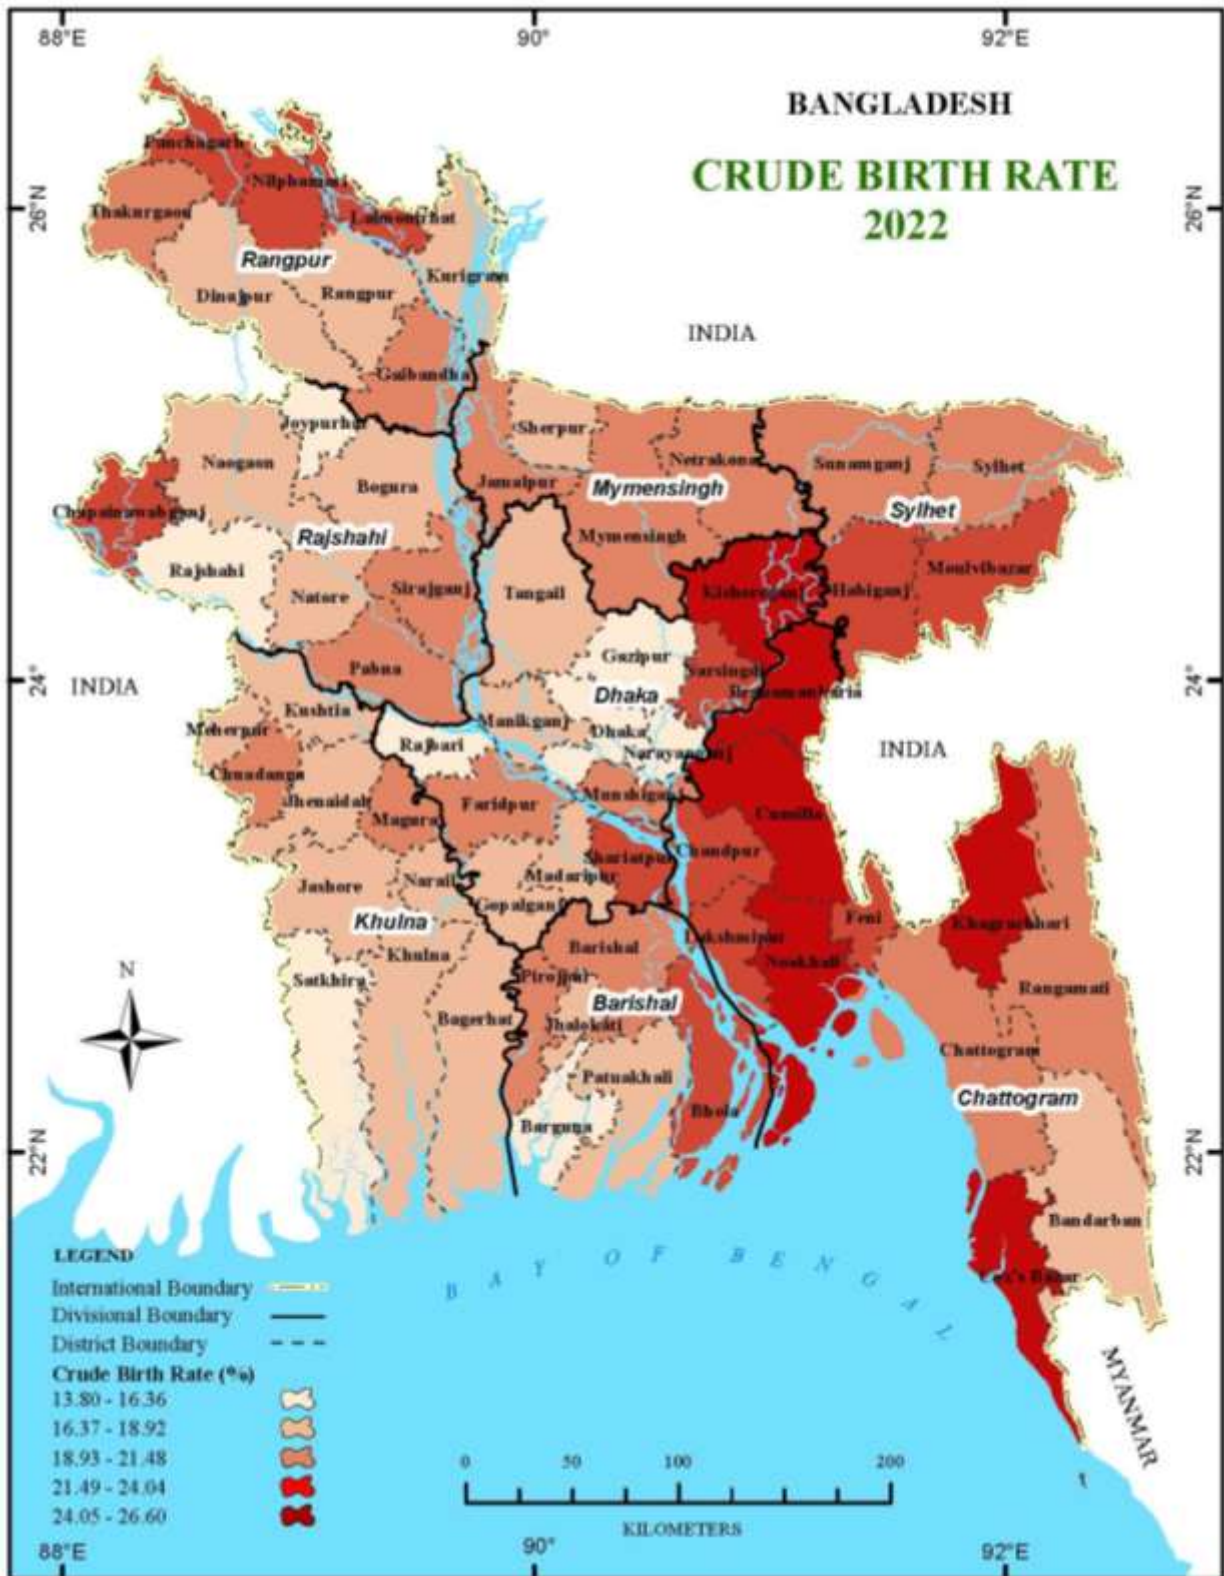 88°E
90°
92°E
BANGLADESH
CRUDE BIRTH RATE
2022
26°N
26°N
Panchagarh
Nilphamari
Thakurgaon
Lalmonirhat
Rangpur
Kurigram
Dinajpur
Rangpur
INDIA
Gaibandha
Joypurhat
Sherpur
Naogaon
Netrakona
Sunamganj
Sylhet
Bogura
Jamalpur
Mymensingh
Chapainawabganj
Sylhet
Rajshahi
Mymensingh
Rajshahi
Moulvibazar
Natore
Sirajganj
Tangail
Kishoreganj
Habiganj
Gazipur
Pabna
Narsingdi
24°
INDIA
Dhaka
Brahamanbaria
24°
Kushtia
Manikganj
Meherpur
Dhaka
Rajbari
Narayanganj
INDIA
Chuadanga
Jhenaidah
Faridpur
Munshiganj
Magura
Cumilla
Shariatpur
Chandpur
Jashore
Narail
Madaripur
Gopalganj
Khulna
Feni
Khagrachhari
Lakshmipur
N
Khulna
Barishal
Noakhali
Satkhira
Pirojpur
Barishal
Rangamati
Bagerhat
Jhalokati
Chattogram
Patuakhali
Chattogram
Bhola
Barguna
22°N
22°N
Bandarban
LEGEND
BAY OF BENGAL
Cox's Bazar
International Boundary
Divisional Boundary
District Boundary
MYANMAR
Crude Birth Rate (%)
13.80 - 16.36
16.37 - 18.92
18.93 - 21.48
21.49 - 24.04
24.05 - 26.60
0 50 100 200
KILOMETERS
88°E
90°
92°E